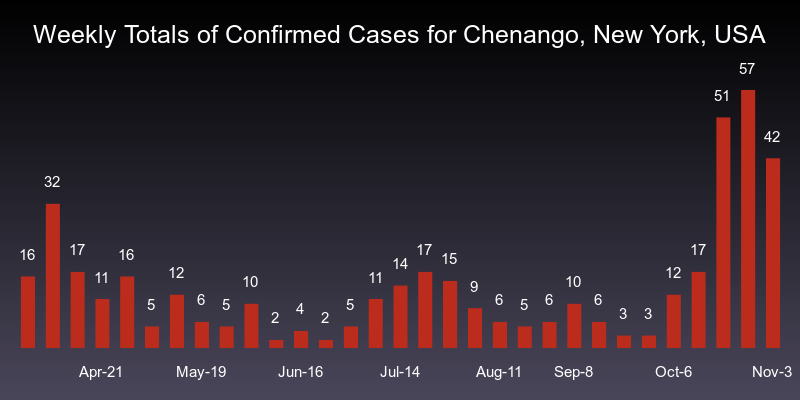 Weekly Totals of Confirmed Cases for Chenango, New York, USA
16 32 17 11 16 5 12 6 5 10 2 4 2 5 11 14 17 15 9 6 5 6 10 6 3 3 12 17 51 57 42
Apr-21 May-19 Jun-16 Jul-14 Aug-11 Sep-8 Oct-6 Nov-3